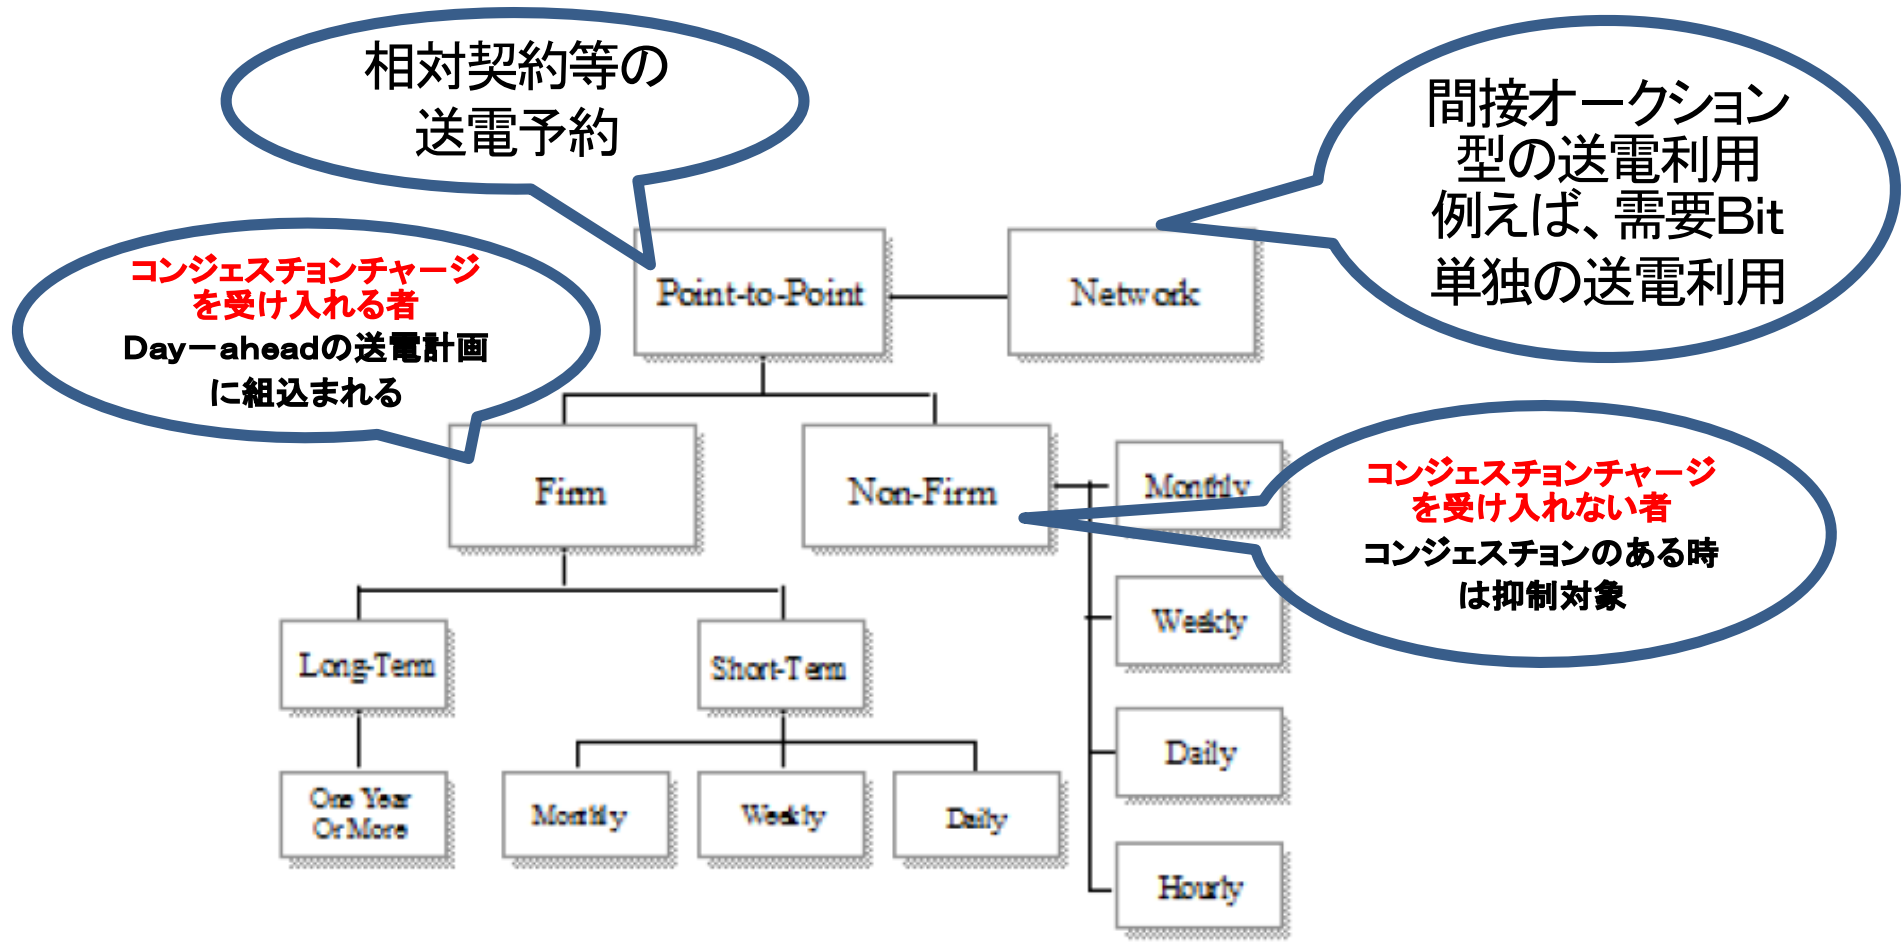 相対契約等の
送電予約
間接オークション
型の送電利用
例えば、需要Bit
単独の送電利用
コンジェスチョンチャージ
を受け入れる者
Day－aheadの送電計画
に組込まれる
Point-to-Point
Network
コンジェスチョンチャージ
を受け入れない者
コンジェスチョンのある時
は抑制対象
Firm
Non-Firm
Monthly
Weekly
Daily
Hourly
Long-Term
Short-Term
One Year
Or More
Monthly
Weekly
Daily